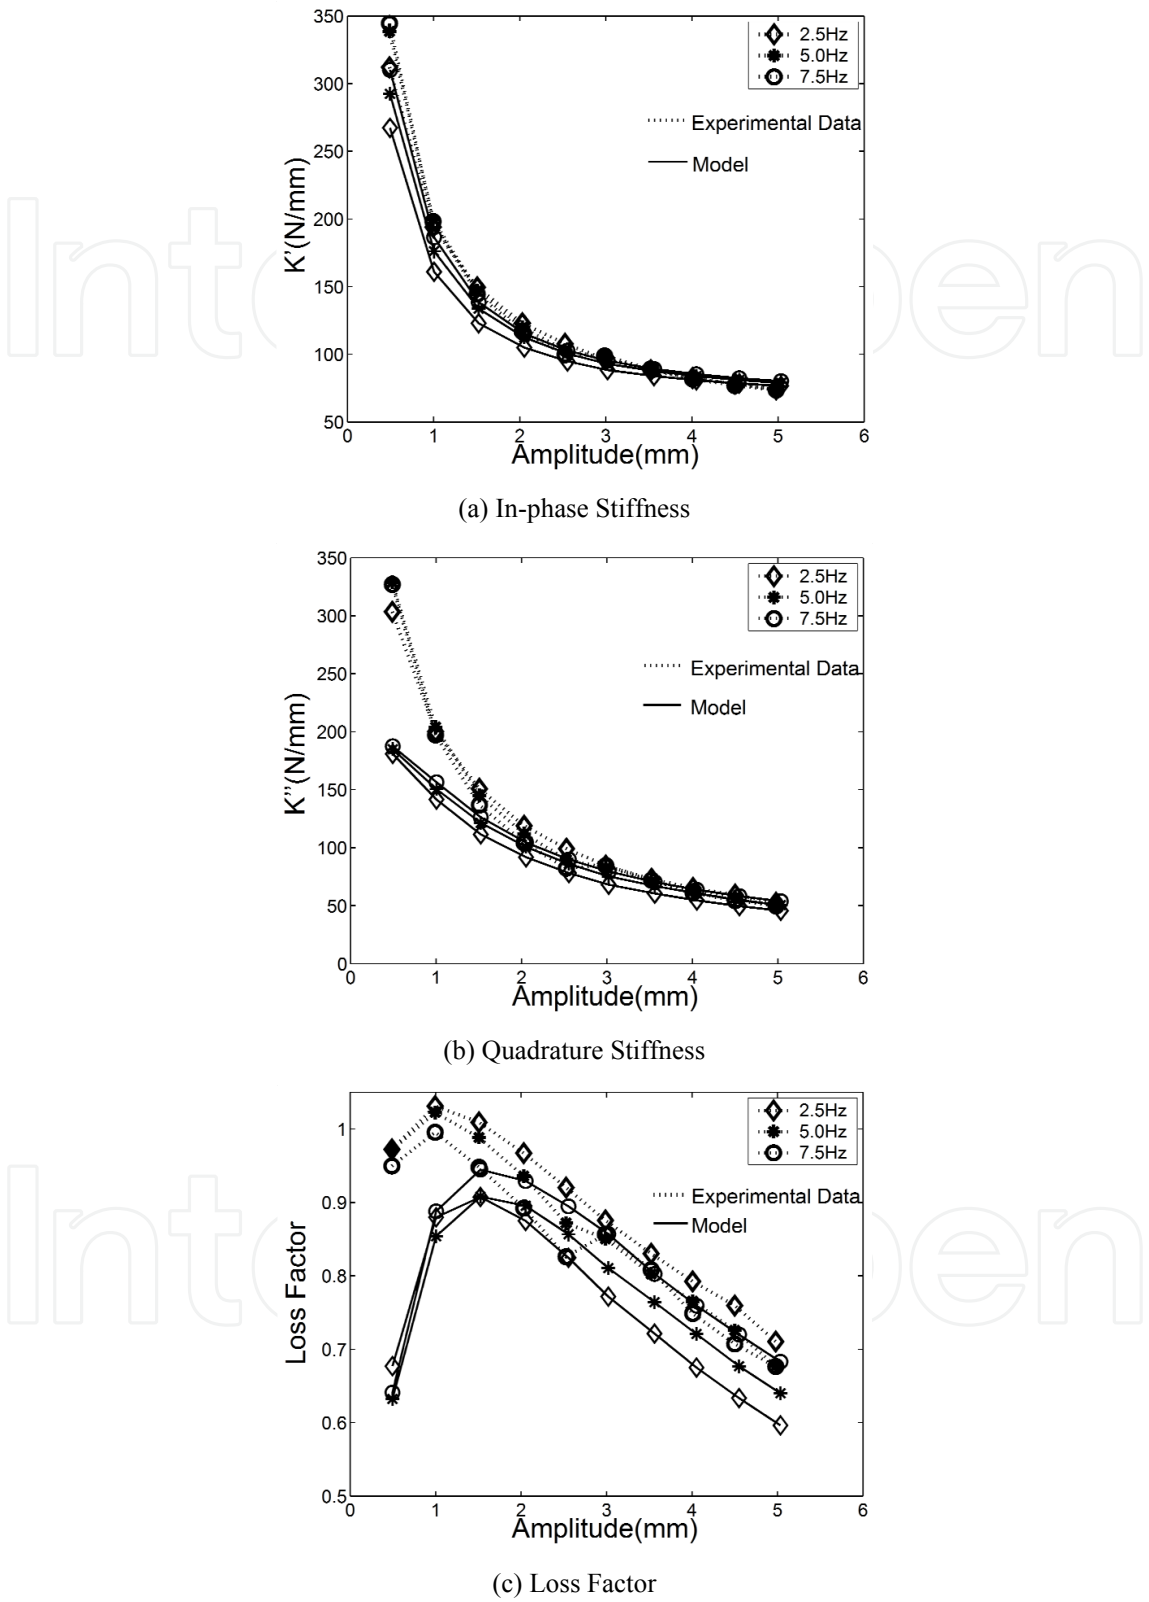 350
300
250
200
150
100
50
0 1 2 3 4 5 6
K'(N/mm)
Amplitude(mm)
2.5Hz
5.0Hz
7.5Hz
Experimental Data
Model
(a) In-phase Stiffness
350
300
250
200
150
100
50
0
0 1 2 3 4 5 6
K''(N/mm)
Amplitude(mm)
2.5Hz
5.0Hz
7.5Hz
Experimental Data
Model
(b) Quadrature Stiffness
1
0.9
0.8
0.7
0.6
0.5
0 1 2 3 4 5 6
Loss Factor
Amplitude(mm)
2.5Hz
5.0Hz
7.5Hz
Experimental Data
Model
(c) Loss Factor